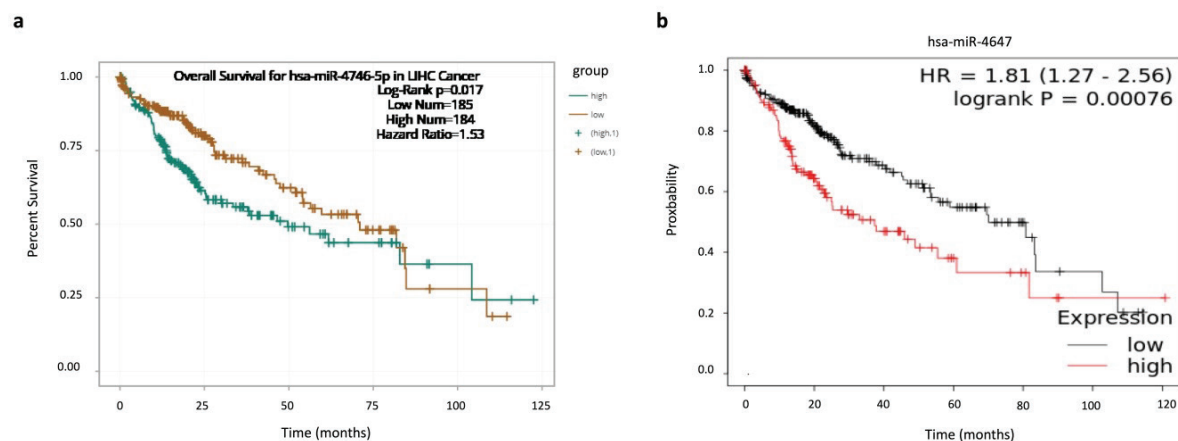 a
Overall Survival for hsa-miR-4746-5p in LIHC Cancer
Log-Rank p=0.017
Low Num=185
High Num=184
Hazard Ratio=1.53
group
high
low
(high,1)
(low,1)
Percent Survival
1.00
0.75
0.50
0.25
0.00
0 25 50 75 100 125
Time (months)
b
hsa-miR-4647
HR = 1.81 (1.27 - 2.56)
logrank P = 0.00076
Proxbability
1.0
0.8
0.6
0.4
0.2
0.0
Expression
low
high
0 20 40 60 80 100 120
Time (months)